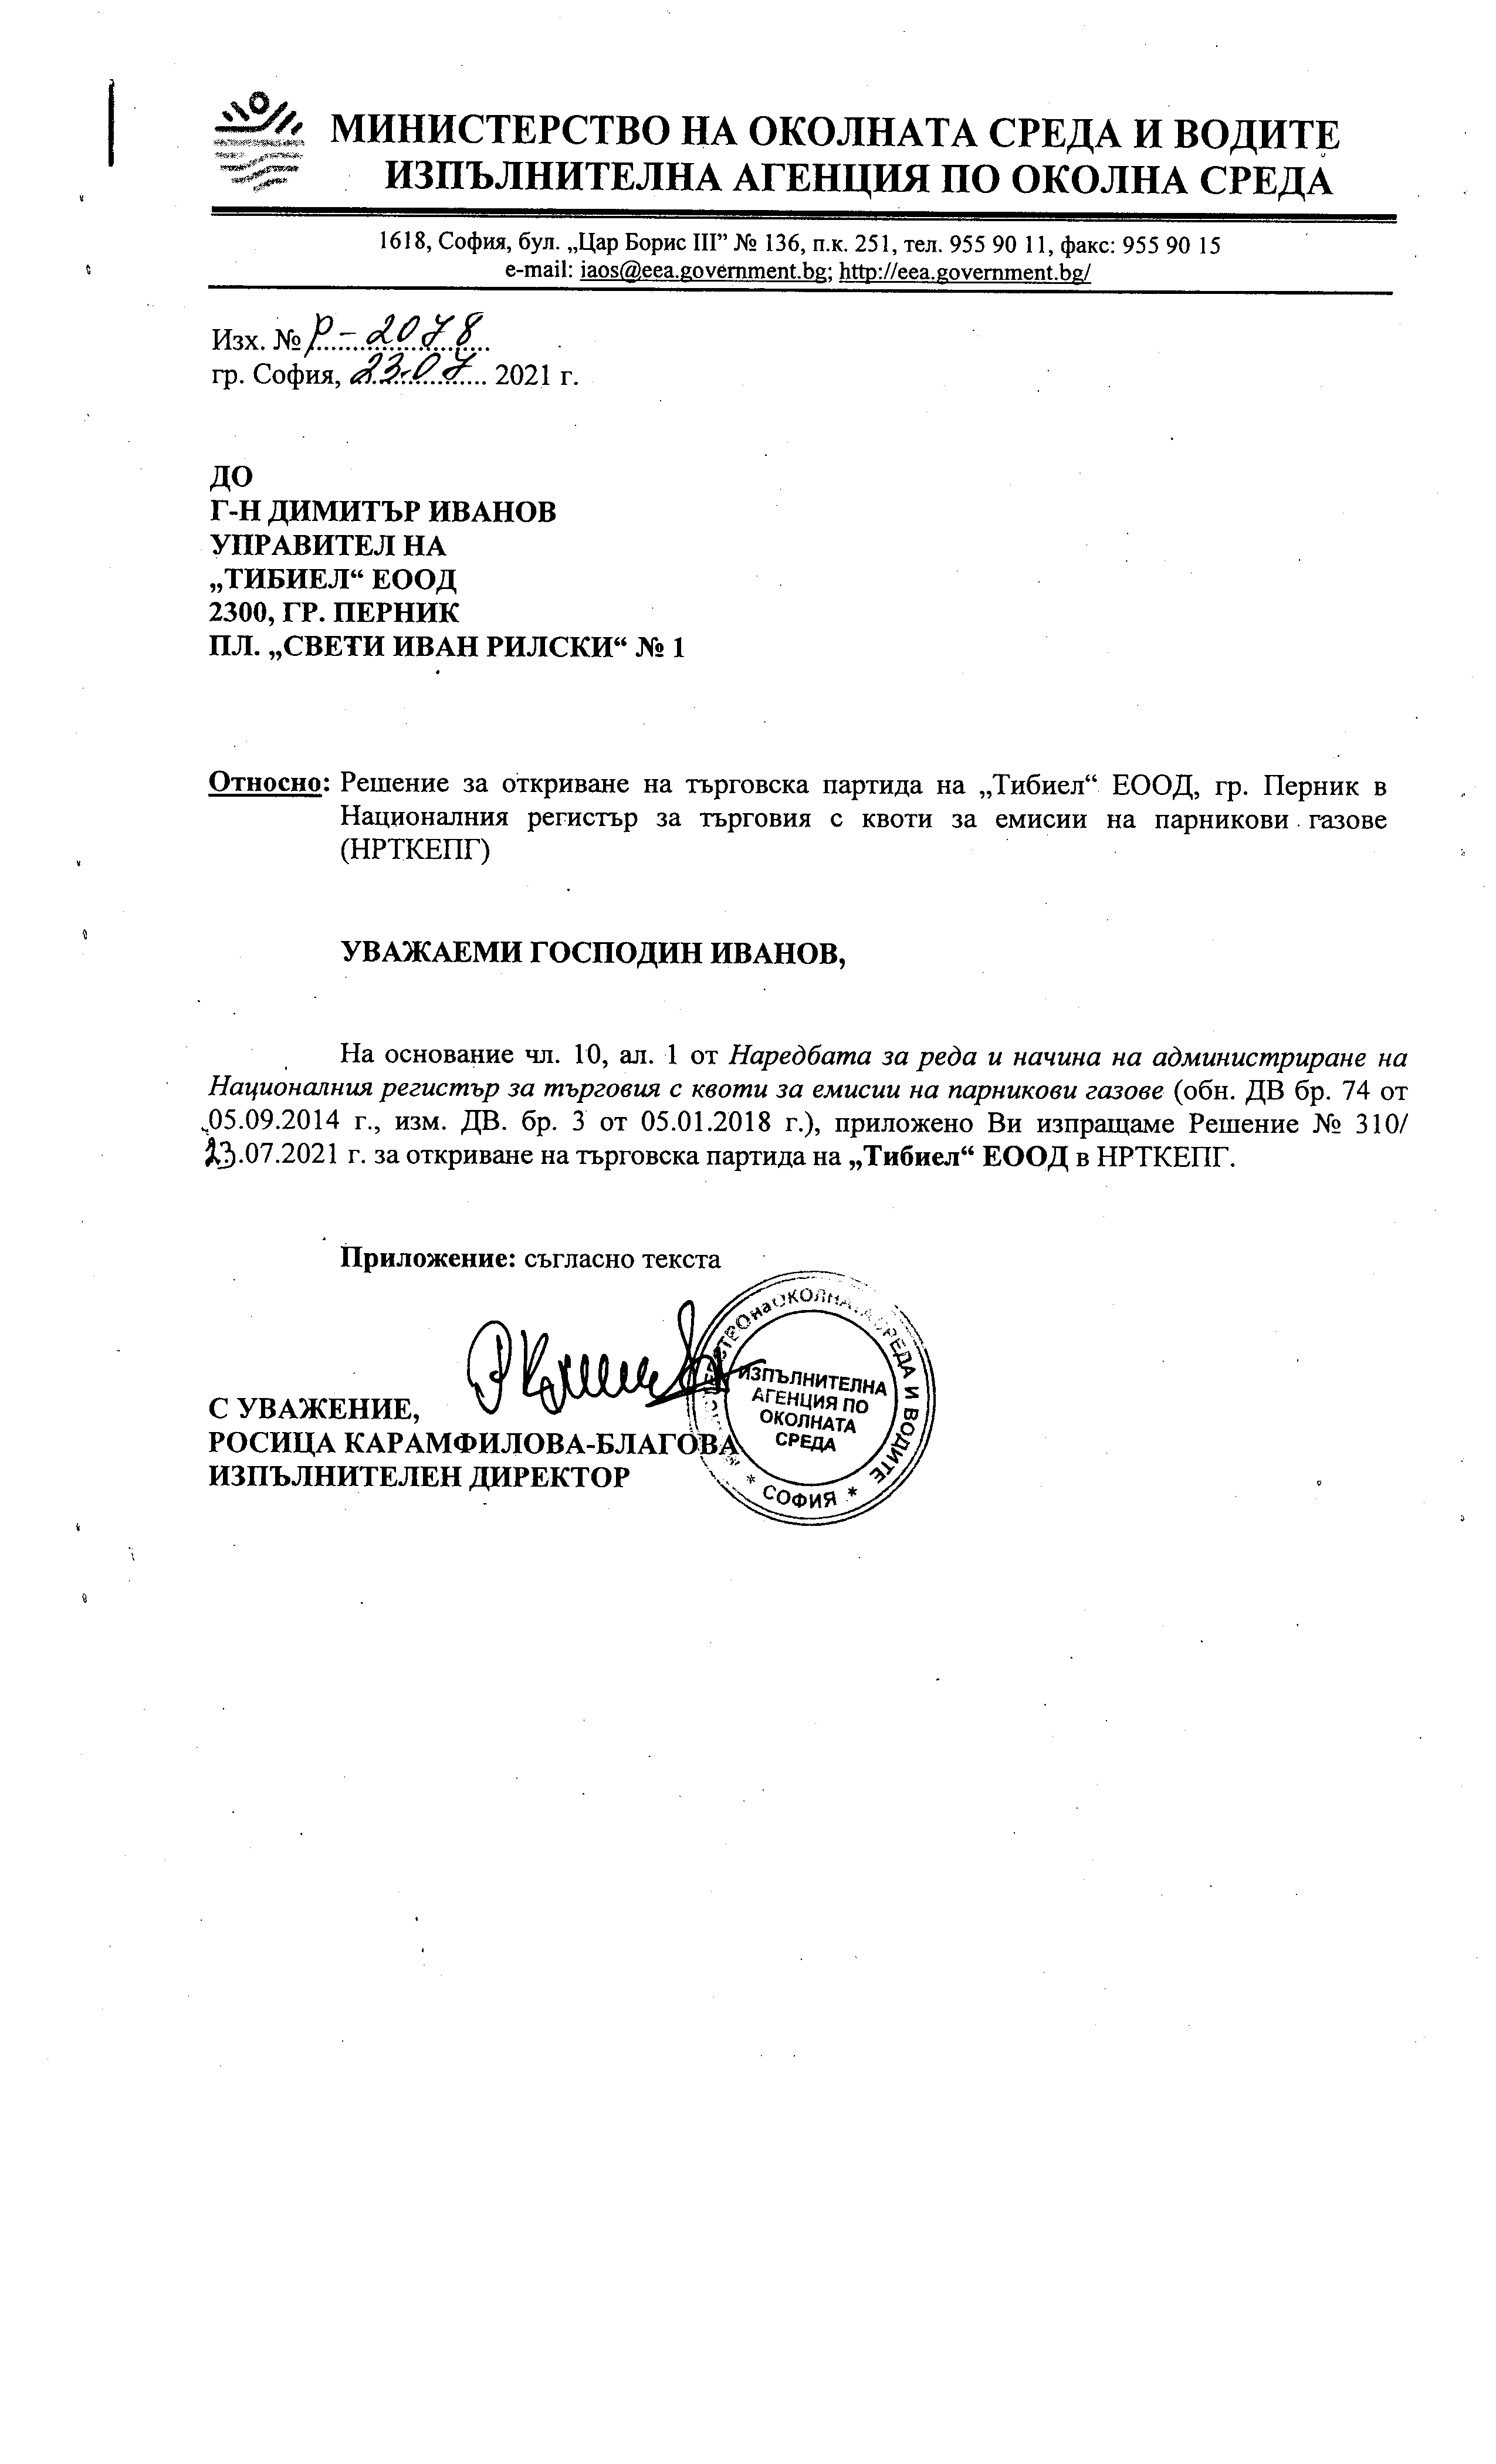 МИНИСТЕРСТВО НА ОКОЛНАТА СРЕДА И ВОДИТЕ
ИЗПЪЛНИТЕЛНА АГЕНЦИЯ ПО ОКОЛНА СРЕДА
1618, София, бул. „Цар Борис III” № 136, п.к. 251, тел. 955 90 11, факс: 955 90 15
e-mail: iaos@eea.government.bg; http://eea.government.bg/
Изх. № Р-2078
гр. София, 23.07 2021 г.
ДО
Г-Н ДИМИТЪР ИВАНОВ
УПРАВИТЕЛ НА
„ТИБИЕЛ“ ЕООД
2300, ГР. ПЕРНИК
ПЛ. „СВЕТИ ИВАН РИЛСКИ“ № 1
Относно: Решение за откриване на търговска партида на „Тибиел“ ЕООД, гр. Перник в
Националния регистър за търговия с квоти за емисии на парникови газове
(НРТКЕПГ)
УВАЖАЕМИ ГОСПОДИН ИВАНОВ,
На основание чл. 10, ал. 1 от Наредбата за реда и начина на администриране на
Националния регистър за търговия с квоти за емисии на парникови газове (обн. ДВ бр. 74 от
05.09.2014 г., изм. ДВ. бр. 3 от 05.01.2018 г.), приложено Ви изпращаме Решение № 310/
23.07.2021 г. за откриване на търговска партида на „Тибиел“ ЕООД в НРТКЕПГ.
Приложение: съгласно текста
С УВАЖЕНИЕ,
РОСИЦА КАРАМФИЛОВА-БЛАГОВА
ИЗПЪЛНИТЕЛЕН ДИРЕКТОР
на ОКОЛНАТА СРЕДА И ВОДИТЕ
ИЗПЪЛНИТЕЛНА
АГЕНЦИЯ ПО
ОКОЛНАТА
СРЕДА
* СОФИЯ *